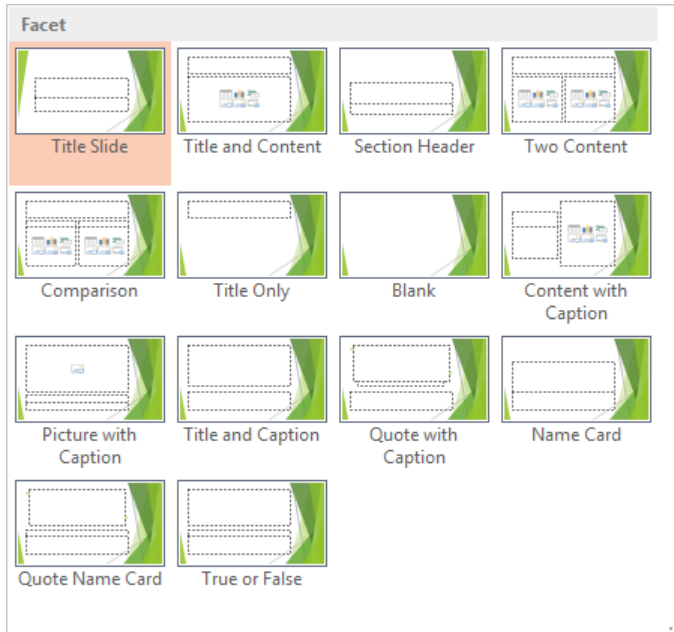 Facet
Title Slide
Title and Content
Section Header
Two Content
Comparison
Title Only
Blank
Content with
Caption
Picture with
Caption
Title and Caption
Quote with
Caption
Name Card
Quote Name Card
True or False